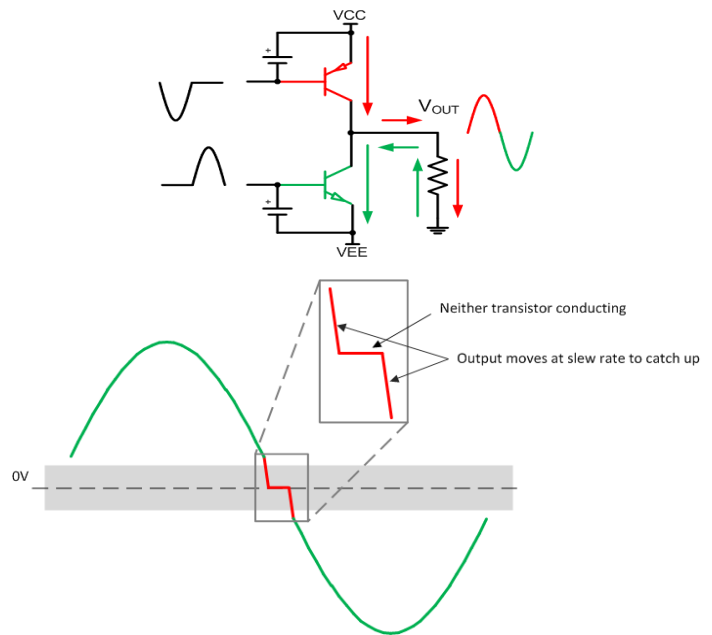 VCC
+
VOUT
+
VEE
Neither transistor conducting
Output moves at slew rate to catch up
0V